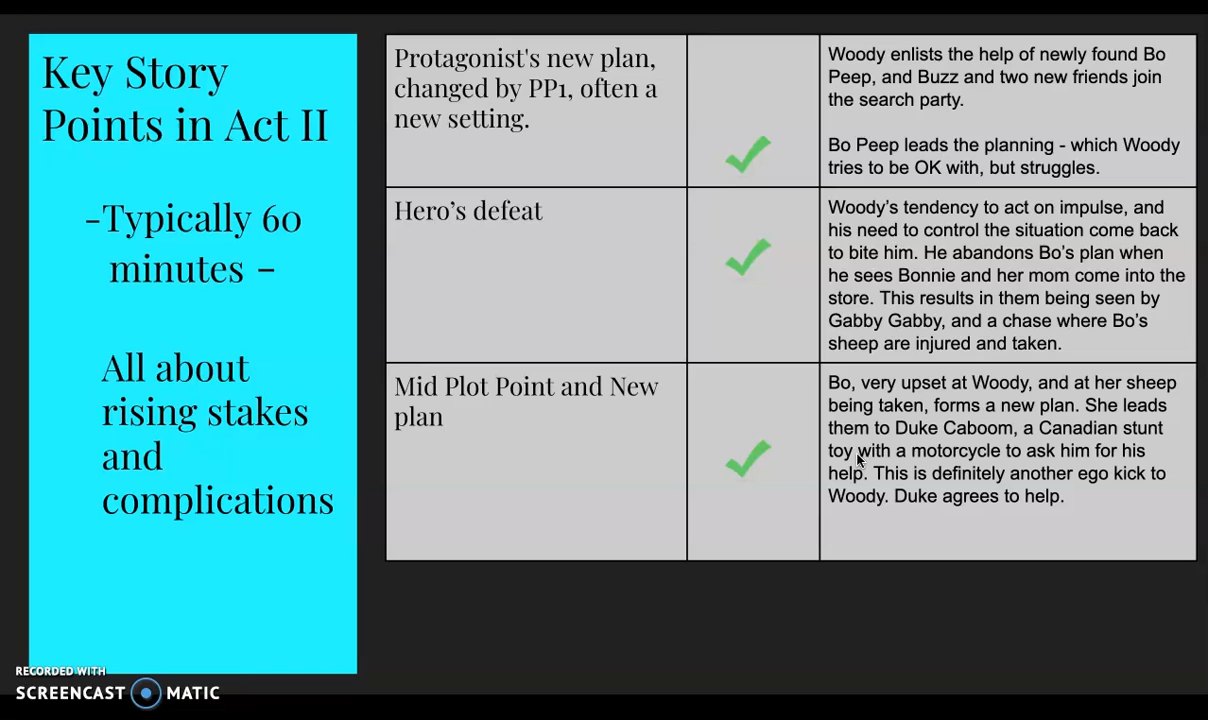 Key Story
Points in Act II
-Typically 60
minutes -
All about
rising stakes
and
complications
Protagonist's new plan,
changed by PP1, often a
new setting.
Woody enlists the help of newly found Bo
Peep, and Buzz and two new friends join
the search party.
Bo Peep leads the planning - which Woody
tries to be OK with, but struggles.
Hero’s defeat
Woody’s tendency to act on impulse, and
his need to control the situation come back
to bite him. He abandons Bo’s plan when
he sees Bonnie and her mom come into the
store. This results in them being seen by
Gabby Gabby, and a chase where Bo’s
sheep are injured and taken.
Mid Plot Point and New
plan
Bo, very upset at Woody, and at her sheep
being taken, forms a new plan. She leads
them to Duke Caboom, a Canadian stunt
toy with a motorcycle to ask him for his
help. This is definitely another ego kick to
Woody. Duke agrees to help.
RECORDED WITH
SCREENCAST MATIC